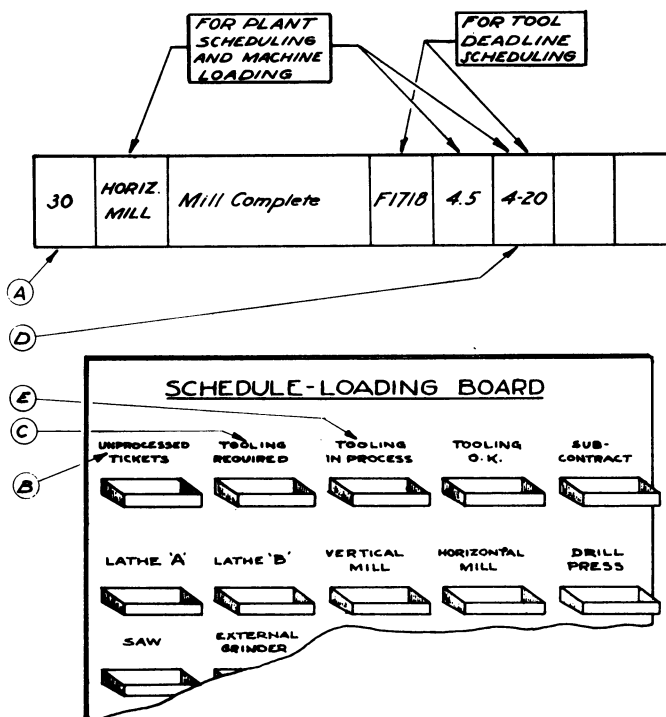 FOR PLANT
SCHEDULING
AND MACHINE
LOADING
FOR TOOL
DEADLINE
SCHEDULING
30
HORIZ.
MILL
Mill Complete
F1718
4.5
4-20
A
D
SCHEDULE-LOADING BOARD
E
C
B
UNPROCESSED
TICKETS
TOOLING
REQUIRED
TOOLING
IN PROCESS
TOOLING
O.K.
SUB-
CONTRACT
LATHE 'A'
LATHE 'B'
VERTICAL
MILL
HORIZONTAL
MILL
DRILL
PRESS
SAW
EXTERNAL
GRINDER